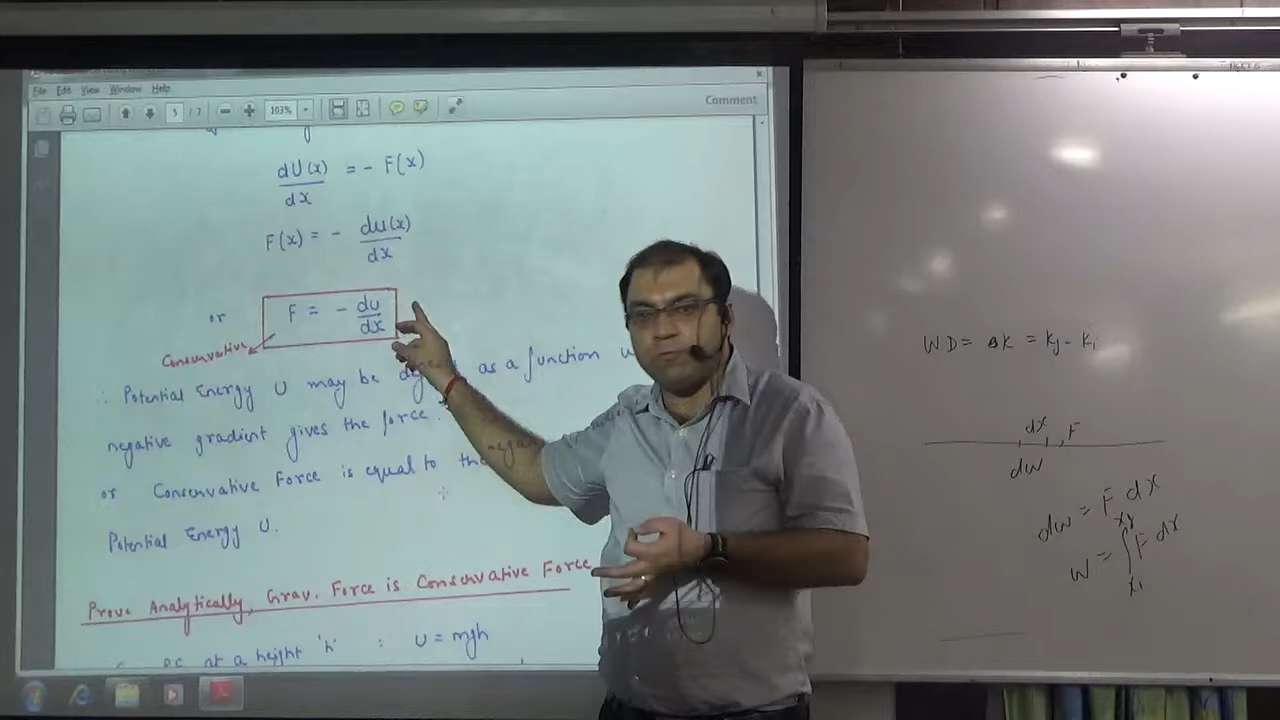 File Edit View Window Help
5 / 7 103% Comment
dU(x)/dx = - F(x)
F(x) = - du(x)/dx
or F = - du/dx
Conservative
∴ Potential Energy U may be as a function
negative gradient gives the force.
or Conservative Force is equal to the negative
Potential Energy U.
Prove Analytically, Grav. Force is Conservative Force
P.E. at a height 'h' : U = mgh
WD = ΔK = Kf - Ki
dx F
dw
dw = F dx
W = ∫x1x2 F dx